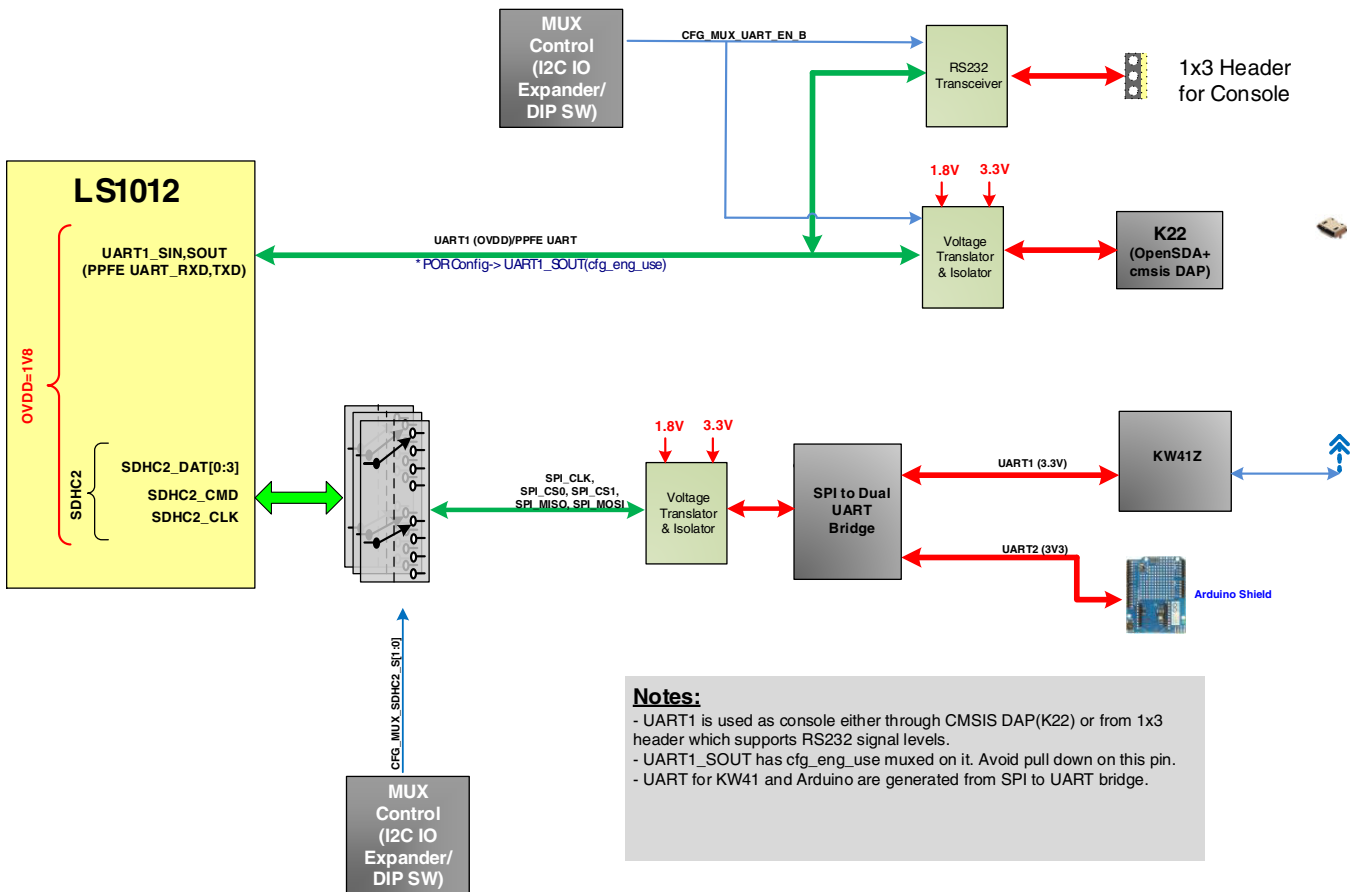 MUX
Control
(I2C IO
Expander/
DIP SW)
CFG_MUX_UART_EN_B
RS232
Transceiver
1x3 Header
for Console
LS1012
UART1_SIN,SOUT
(PPFE UART_RXD,TXD)
OVDD=1V8
SDHC2
SDHC2_DAT[0:3]
SDHC2_CMD
SDHC2_CLK
UART1 (OVDD)/PPFE UART
* POR Config-> UART1_SOUT(cfg_eng_use)
1.8V
3.3V
Voltage
Translator
& Isolator
K22
(OpenSDA+
cmsis DAP)
SPI_CLK,
SPI_CS0, SPI_CS1,
SPI_MISO, SPI_MOSI
1.8V
3.3V
Voltage
Translator
& Isolator
SPI to Dual
UART
Bridge
UART1 (3.3V)
KW41Z
UART2 (3V3)
Arduino Shield
CFG_MUX_SDHC2_S[1:0]
MUX
Control
(I2C IO
Expander/
DIP SW)
Notes:
- UART1 is used as console either through CMSIS DAP(K22) or from 1x3
header which supports RS232 signal levels.
- UART1_SOUT has cfg_eng_use muxed on it. Avoid pull down on this pin.
- UART for KW41 and Arduino are generated from SPI to UART bridge.